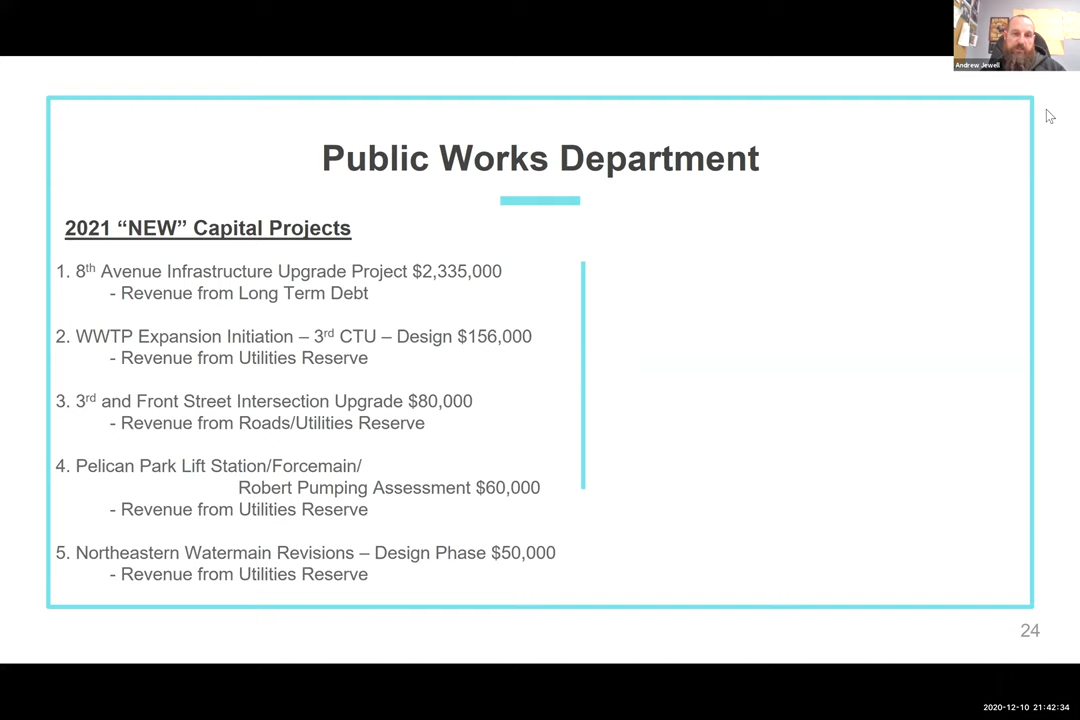 Andrew Jewell
Public Works Department
2021 “NEW” Capital Projects
1. 8th Avenue Infrastructure Upgrade Project $2,335,000
- Revenue from Long Term Debt
2. WWTP Expansion Initiation – 3rd CTU – Design $156,000
- Revenue from Utilities Reserve
3. 3rd and Front Street Intersection Upgrade $80,000
- Revenue from Roads/Utilities Reserve
4. Pelican Park Lift Station/Forcemain/
Robert Pumping Assessment $60,000
- Revenue from Utilities Reserve
5. Northeastern Watermain Revisions – Design Phase $50,000
- Revenue from Utilities Reserve
24
2020-12-10 21:42:34